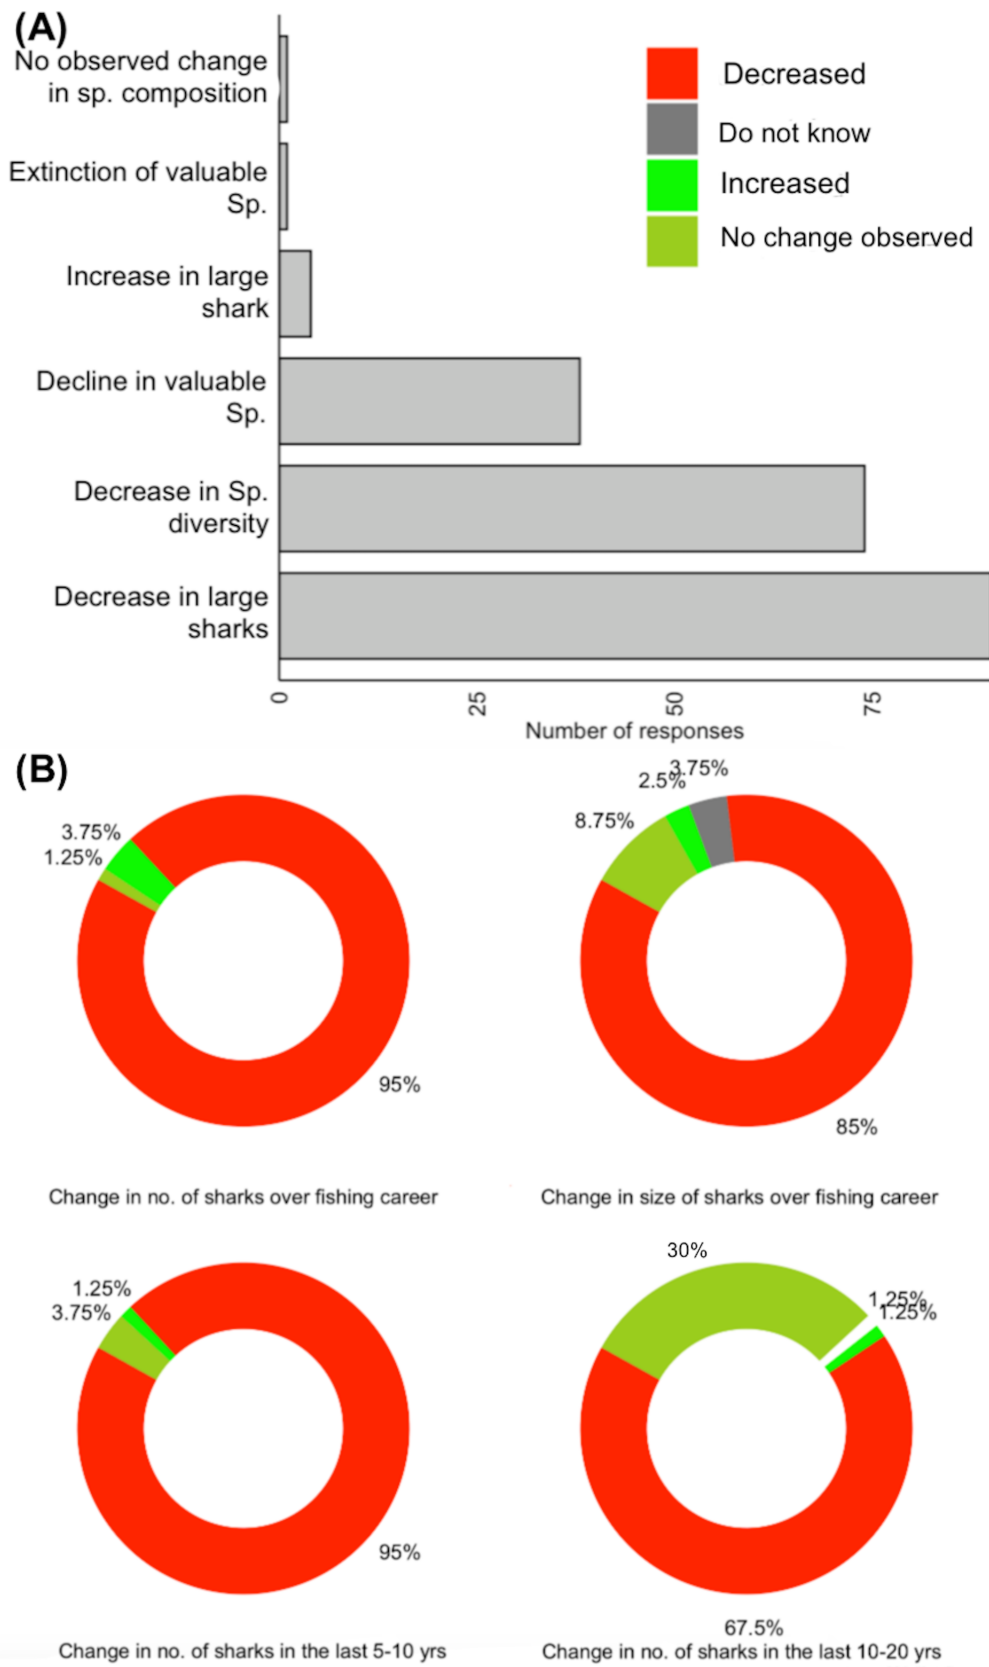 (A)
No observed change
in sp. composition
Extinction of valuable
Sp.
Increase in large
shark
Decline in valuable
Sp.
Decrease in Sp.
diversity
Decrease in large
sharks
Decreased
Do not know
Increased
No change observed
0
25
50
75
Number of responses
(B)
3.75%
1.25%
95%
Change in no. of sharks over fishing career
3.75%
2.5%
8.75%
85%
Change in size of sharks over fishing career
1.25%
3.75%
95%
Change in no. of sharks in the last 5-10 yrs
30%
1.25%
1.25%
67.5%
Change in no. of sharks in the last 10-20 yrs